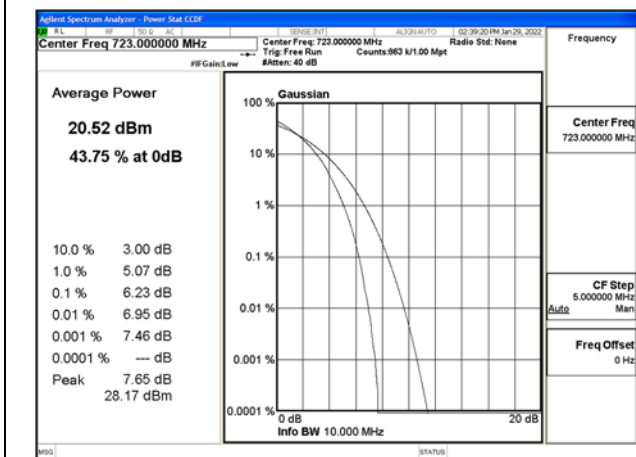 Agilent Spectrum Analyzer - Power Stat CCDF
RL RF 50 Ω AC SENSE:INT ALIGN AUTO 02:39:20 PM Jan 29, 2022
Center Freq 723.000000 MHz
Center Freq: 723.000000 MHz Radio Std: None
Trig: Free Run Counts:863 k/1.00 Mpt
#IFGain:Low #Atten: 40 dB
Frequency
Average Power
20.52 dBm
43.75 % at 0dB
10.0 % 3.00 dB
1.0 % 5.07 dB
0.1 % 6.23 dB
0.01 % 6.95 dB
0.001 % 7.46 dB
0.0001 % --- dB
Peak 7.65 dB
28.17 dBm
Gaussian
100 %
10 %
1 %
0.1 %
0.01 %
0.001 %
0.0001 %
0 dB 20 dB
Info BW 10.000 MHz
Center Freq
723.000000 MHz
CF Step
5.000000 MHz
Auto Man
Freq Offset
0 Hz
MSG STATUS